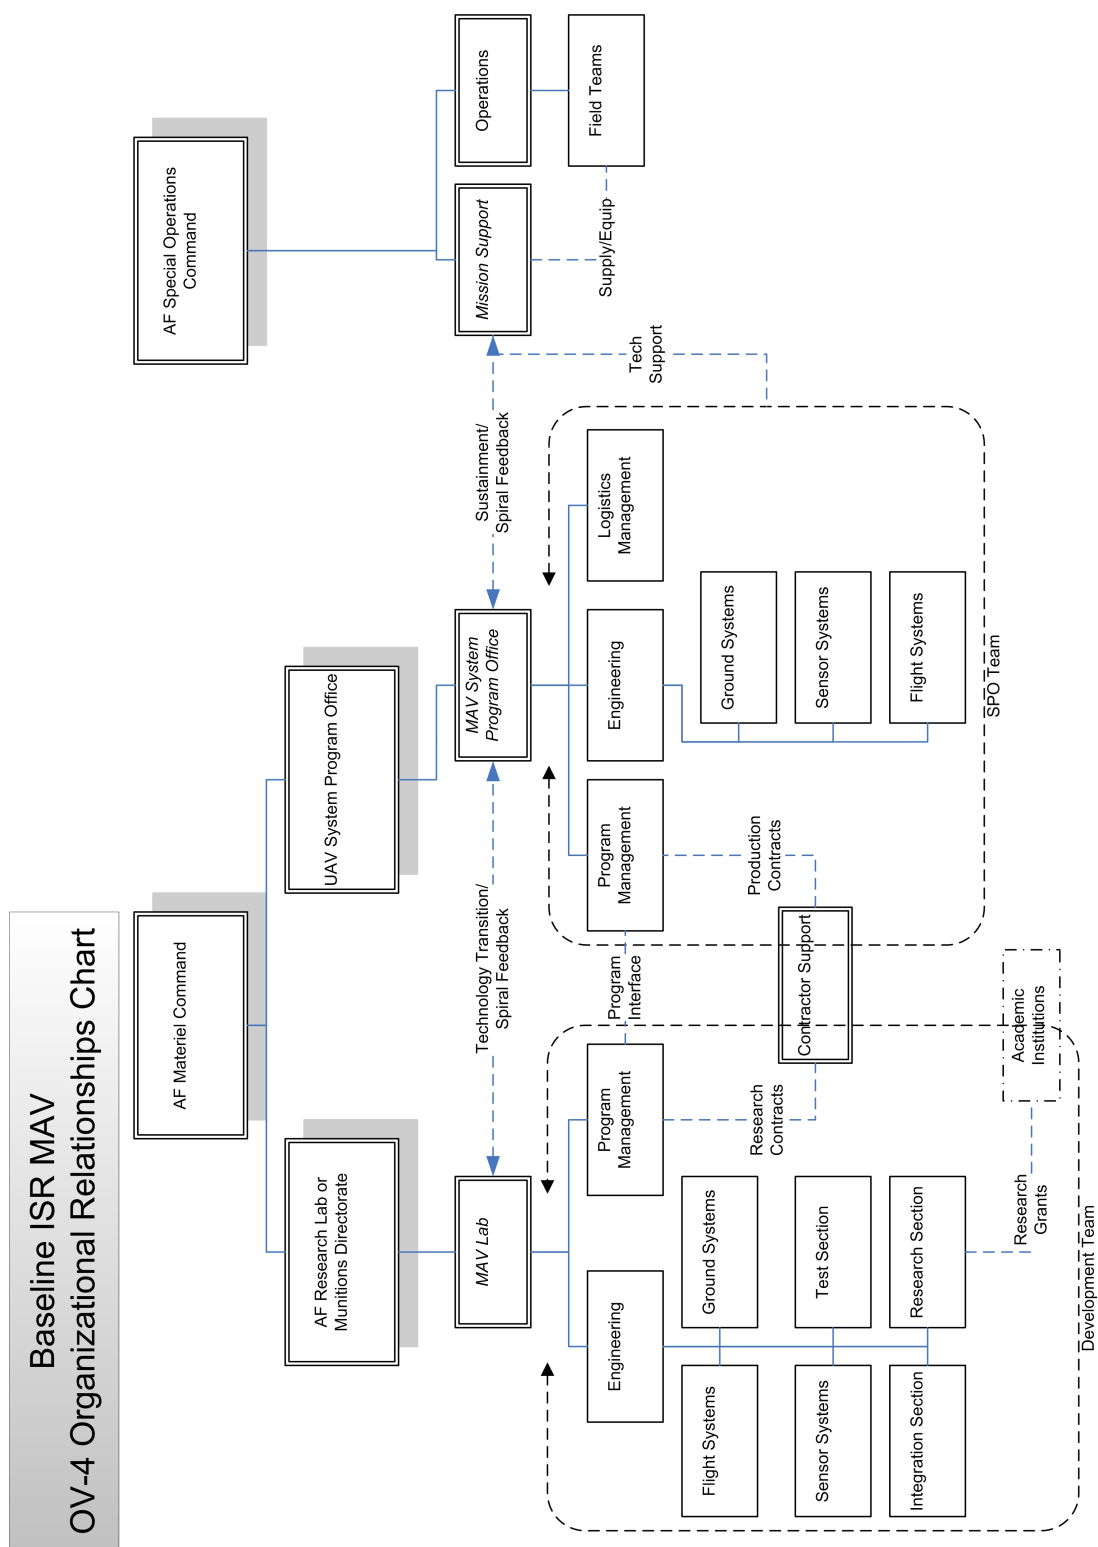 Baseline ISR MAV
OV-4 Organizational Relationships Chart
AF Materiel Command
AF Special Operations
Command
AF Research Lab or
Munitions Directorate
UAV System Program Office
MAV Lab
Technology Transition/
Spiral Feedback
MAV System
Program Office
Sustainment/
Spiral Feedback
Mission Support
Operations
Engineering
Program
Management
Program
Interface
Program
Management
Engineering
Logistics
Management
Supply/Equip
Field Teams
Tech
Support
Flight Systems
Ground Systems
Research
Contracts
Production
Contracts
Ground Systems
Sensor Systems
Test Section
Contractor Support
Sensor Systems
Integration Section
Research Section
Flight Systems
SPO Team
Research
Grants
Academic
Institutions
Development Team